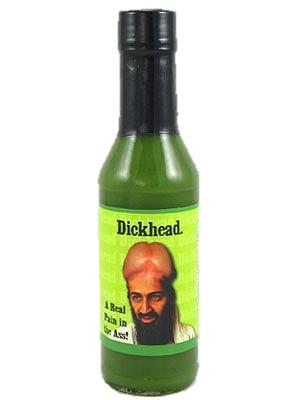 Dickhead.
A Real
Pain in
the Ass!